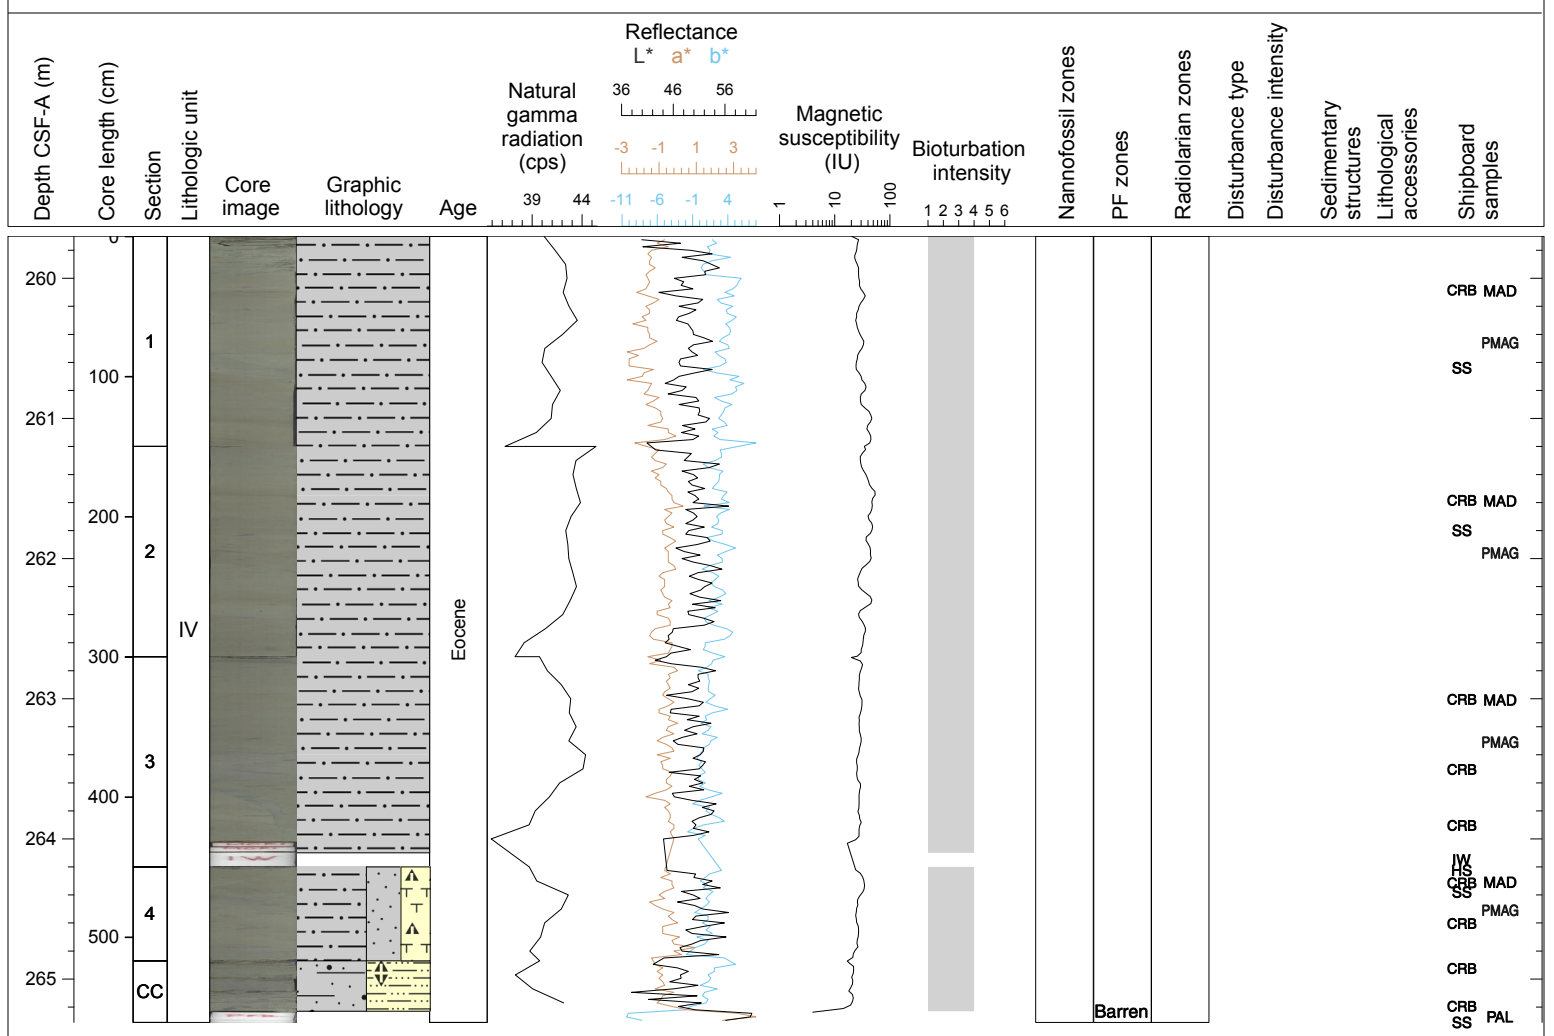 Depth CSF-A (m)
Core length (cm)
Section
Lithologic unit
Core
image
Graphic
lithology
Age
Natural
gamma
radiation
(cps)
39 44
Reflectance
L* a* b*
36 46 56
-3 -1 1 3
-11 -6 -1 4
Magnetic
susceptibility
(IU)
1 10 100
Bioturbation
intensity
1 2 3 4 5 6
Nannofossil zones
PF zones
Radiolarian zones
Disturbance type
Disturbance intensity
Sedimentary
structures
Lithological
accessories
Shipboard
samples
0
260
CRB MAD
1
PMAG
SS
100
261
CRB MAD
200
SS
2
PMAG
262
IV
Eocene
300
263
CRB MAD
PMAG
3
CRB
400
CRB
264
IW
IW
HS
CRB MAD
SS
4
PMAG
CRB
500
265
CRB
CC
CRB
Barren
PAL
SS